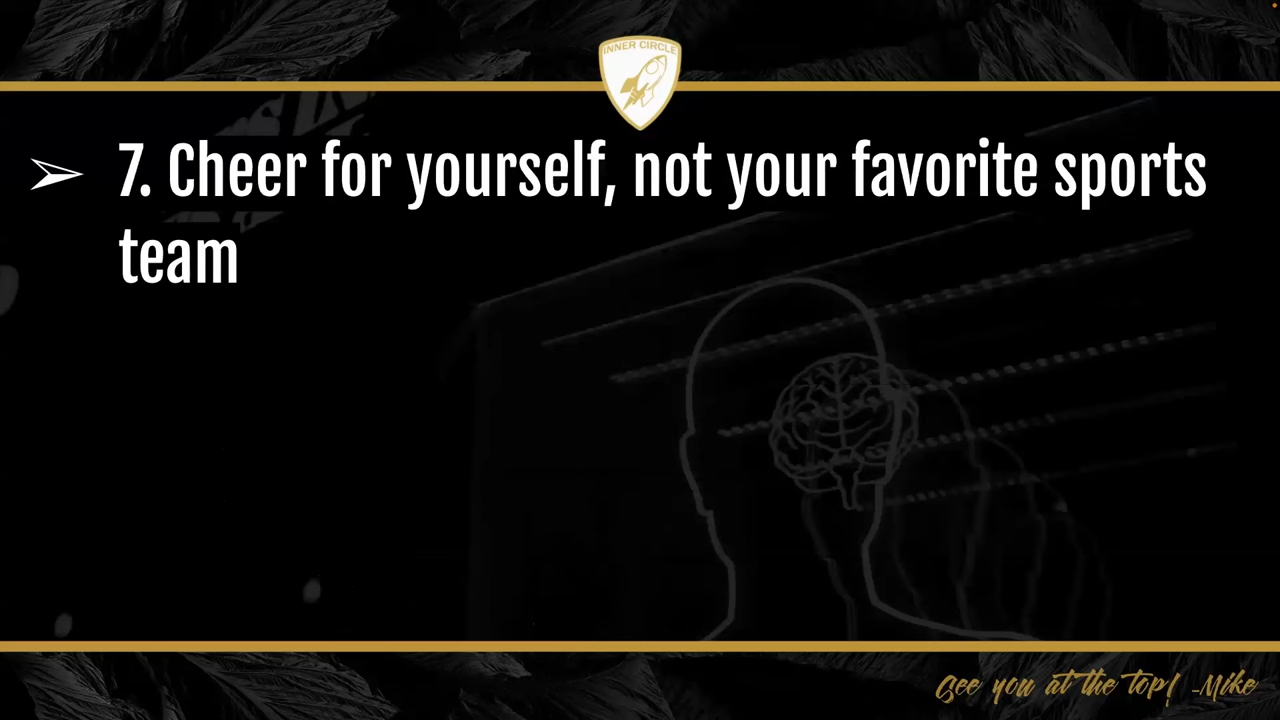 INNER CIRCLE
➢ 7. Cheer for yourself, not your favorite sports
team
See you at the top! -Mike